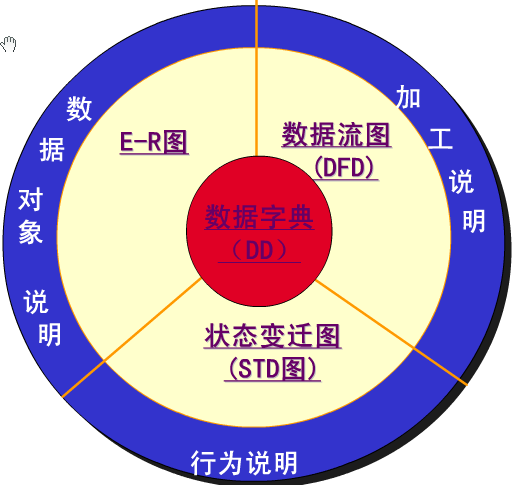 数据对象说明
E-R图
数据流图
(DFD)
加工说明
数据字典
（DD）
状态变迁图
(STD图)
行为说明